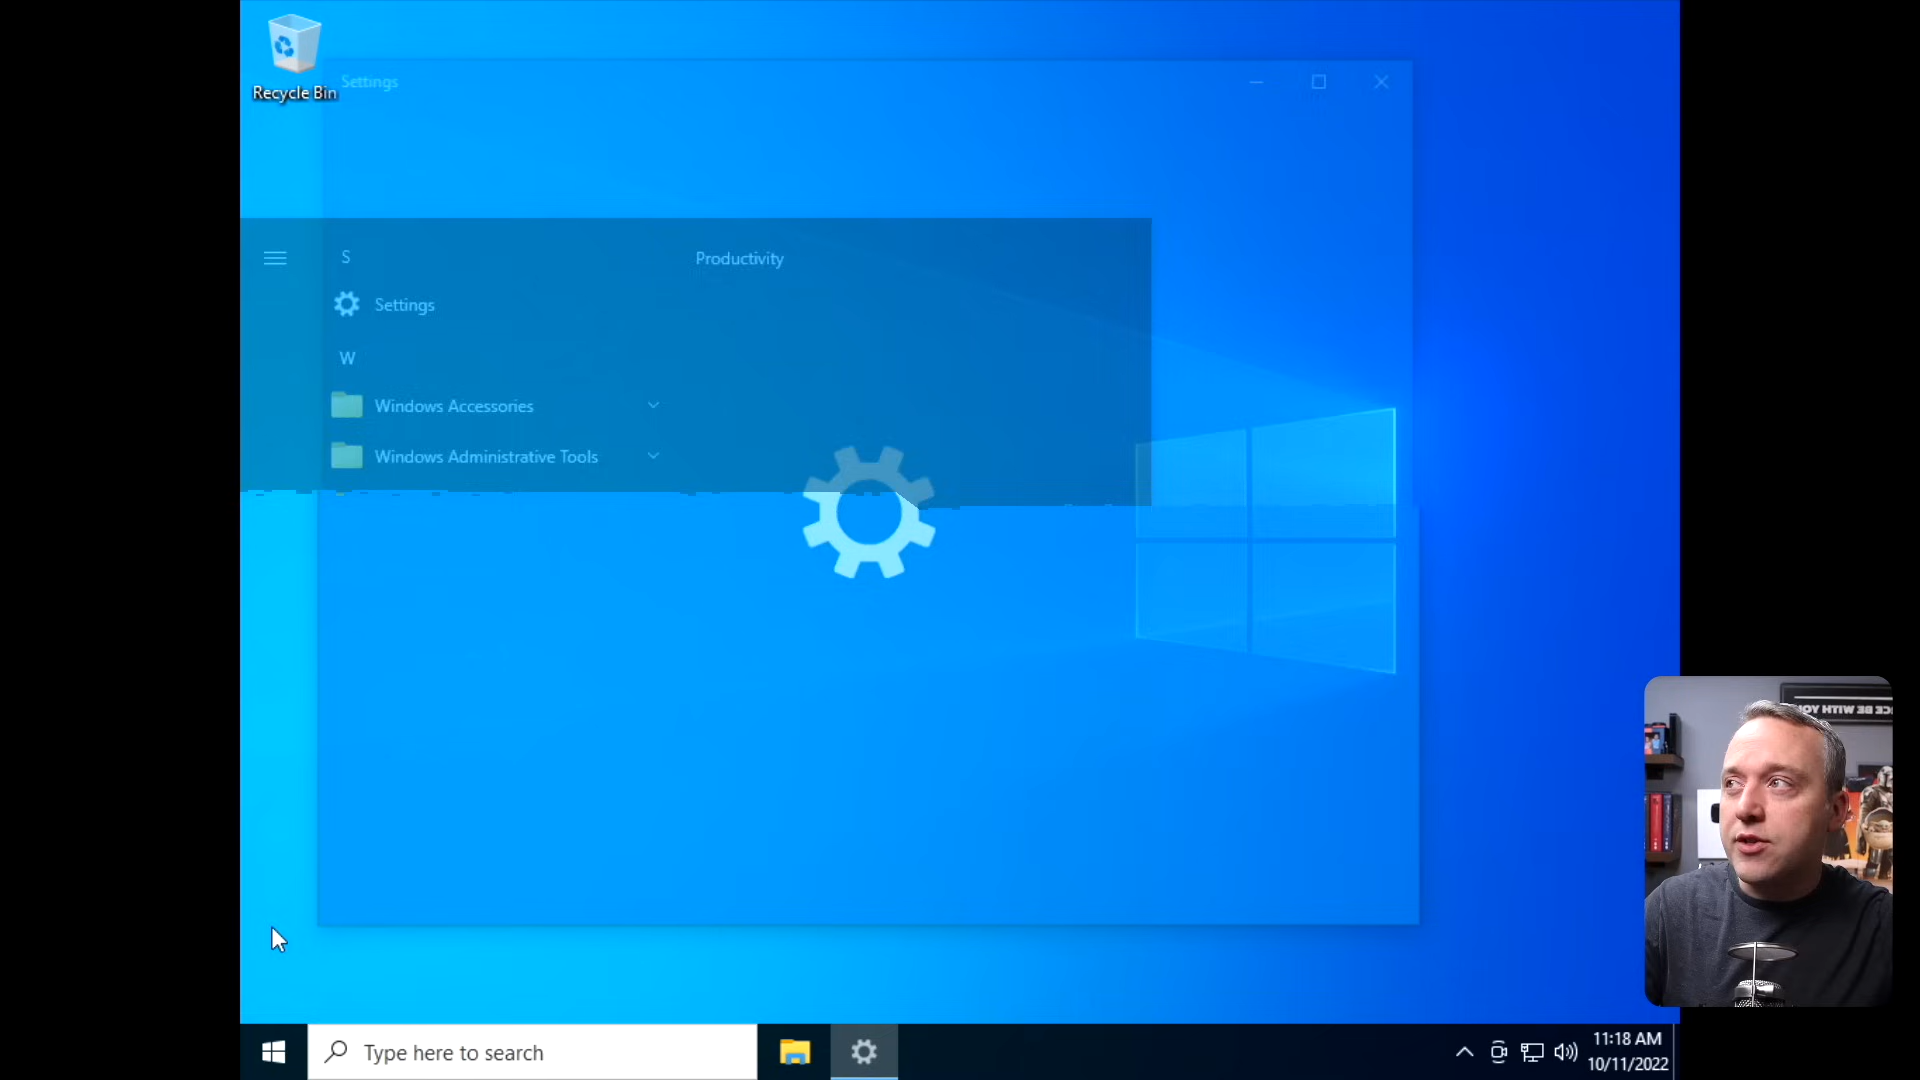 Recycle Bin
Settings
S
Productivity
Settings
W
Windows Accessories
Windows Administrative Tools
Type here to search
11:18 AM
10/11/2022